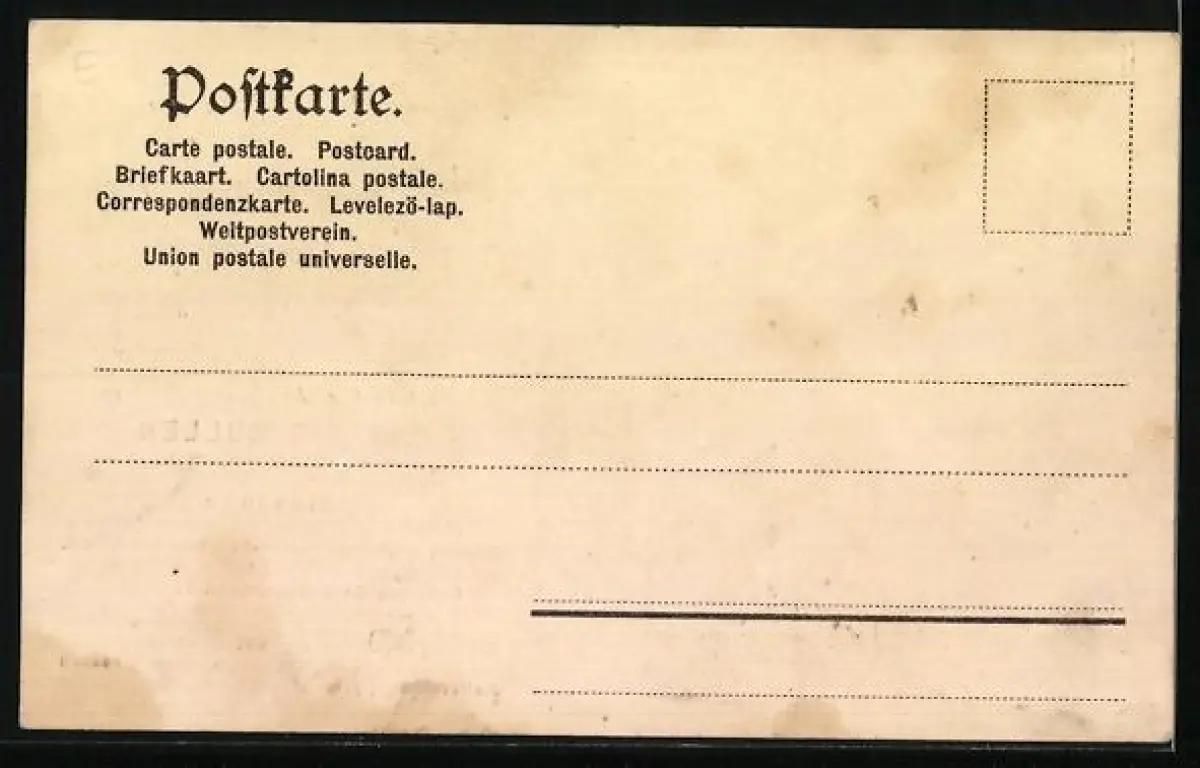 Postkarte.
Carte postale. Postcard.
Briefkaart. Cartolina postale.
Correspondenzkarte. Levelezö-lap.
Weltpostverein.
Union postale universelle.